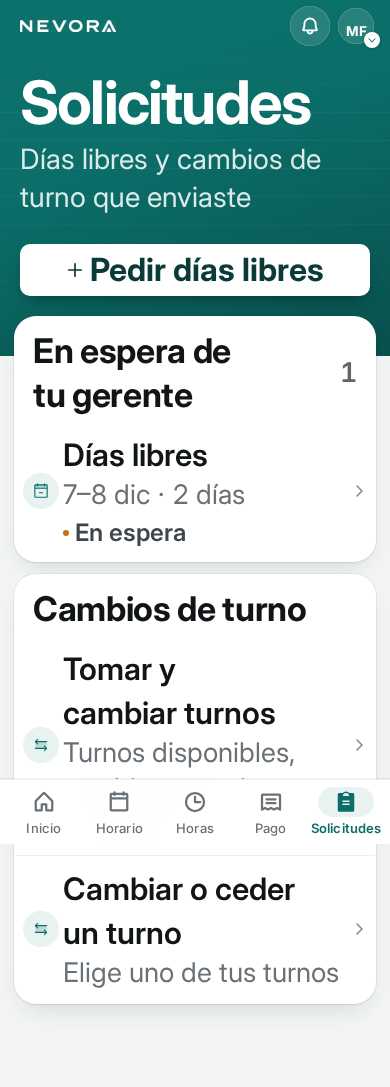 NEVORA
MF
Solicitudes
Días libres y cambios de
turno que enviaste
+ Pedir días libres
En espera de
tu gerente
1
Días libres
7–8 dic · 2 días
En espera
Cambios de turno
Tomar y
cambiar turnos
Turnos disponibles,
Inicio
Horario
Horas
Pago
Solicitudes
Cambiar o ceder
un turno
Elige uno de tus turnos